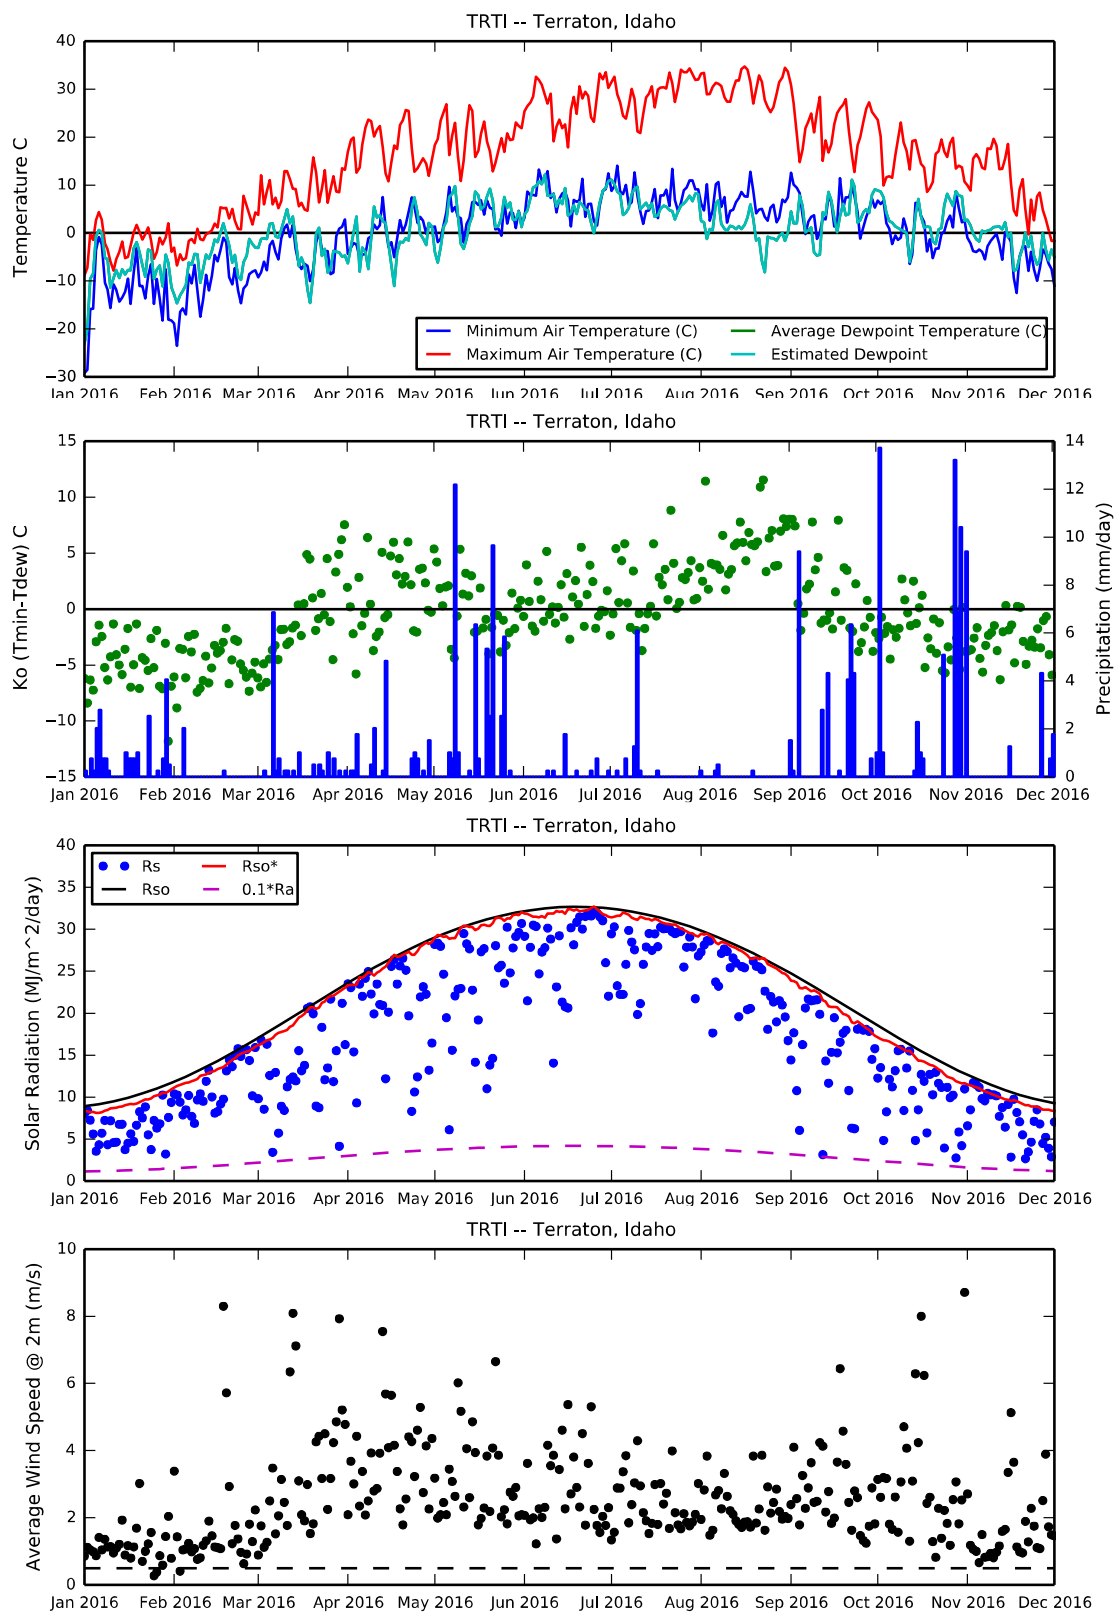 TRTI -- Terraton, Idaho
40
30
20
10
0
−10
−20
−30
Temperature C
Minimum Air Temperature (C)
Maximum Air Temperature (C)
Average Dewpoint Temperature (C)
Estimated Dewpoint
Jan 2016 Feb 2016 Mar 2016 Apr 2016 May 2016 Jun 2016 Jul 2016 Aug 2016 Sep 2016 Oct 2016 Nov 2016 Dec 2016
TRTI -- Terraton, Idaho
15
10
5
0
−5
−10
−15
Ko (Tmin-Tdew) C
14
12
10
8
6
4
2
0
Precipitation (mm/day)
Jan 2016 Feb 2016 Mar 2016 Apr 2016 May 2016 Jun 2016 Jul 2016 Aug 2016 Sep 2016 Oct 2016 Nov 2016 Dec 2016
TRTI -- Terraton, Idaho
40
35
30
25
20
15
10
5
0
Solar Radiation (MJ/m^2/day)
Rs
Rso
Rso*
0.1*Ra
Jan 2016 Feb 2016 Mar 2016 Apr 2016 May 2016 Jun 2016 Jul 2016 Aug 2016 Sep 2016 Oct 2016 Nov 2016 Dec 2016
TRTI -- Terraton, Idaho
10
8
6
4
2
0
Average Wind Speed @ 2m (m/s)
Jan 2016 Feb 2016 Mar 2016 Apr 2016 May 2016 Jun 2016 Jul 2016 Aug 2016 Sep 2016 Oct 2016 Nov 2016 Dec 2016